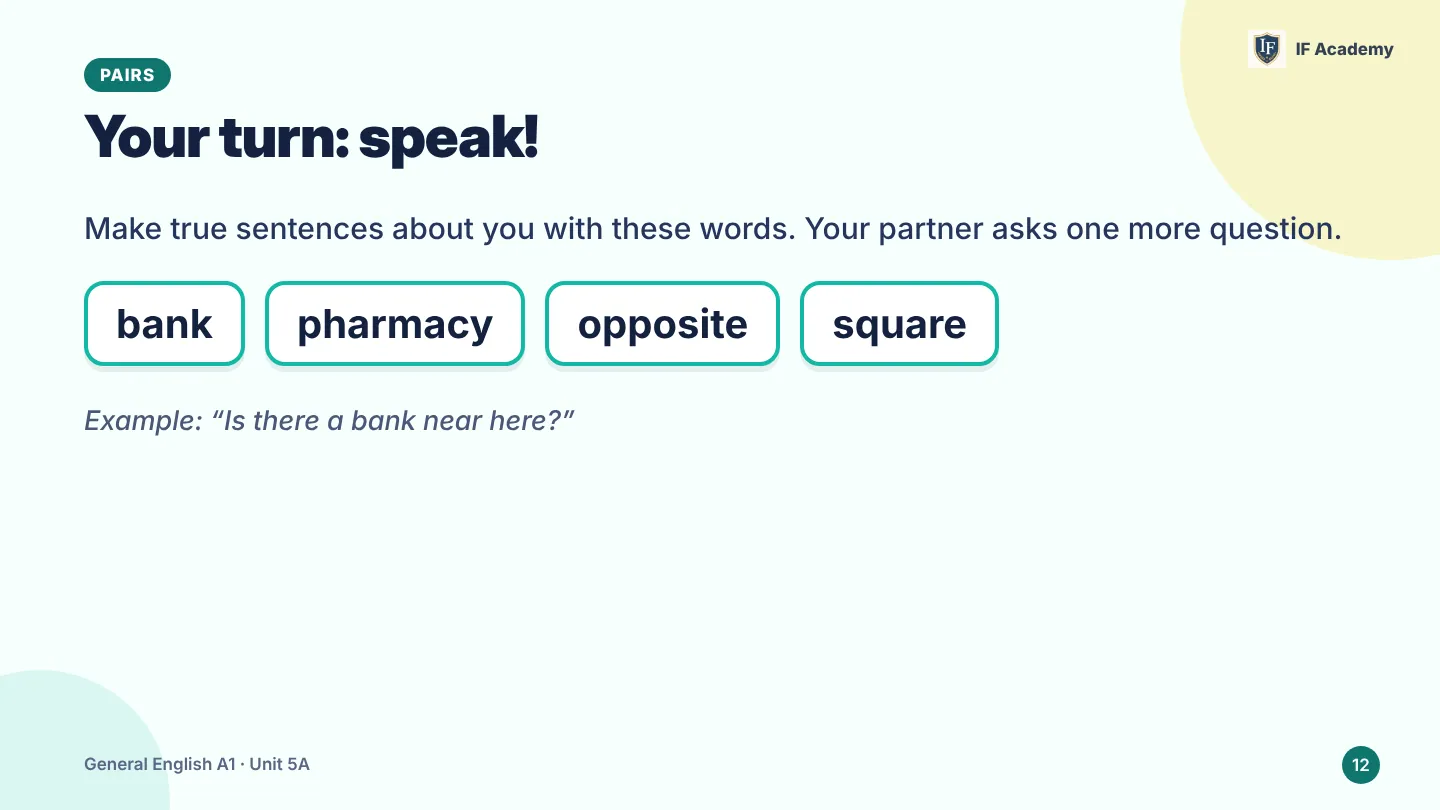 IF
IF Academy
PAIRS
Your turn: speak!
Make true sentences about you with these words. Your partner asks one more question.
bank
pharmacy
opposite
square
Example: “Is there a bank near here?”
General English A1 · Unit 5A
12